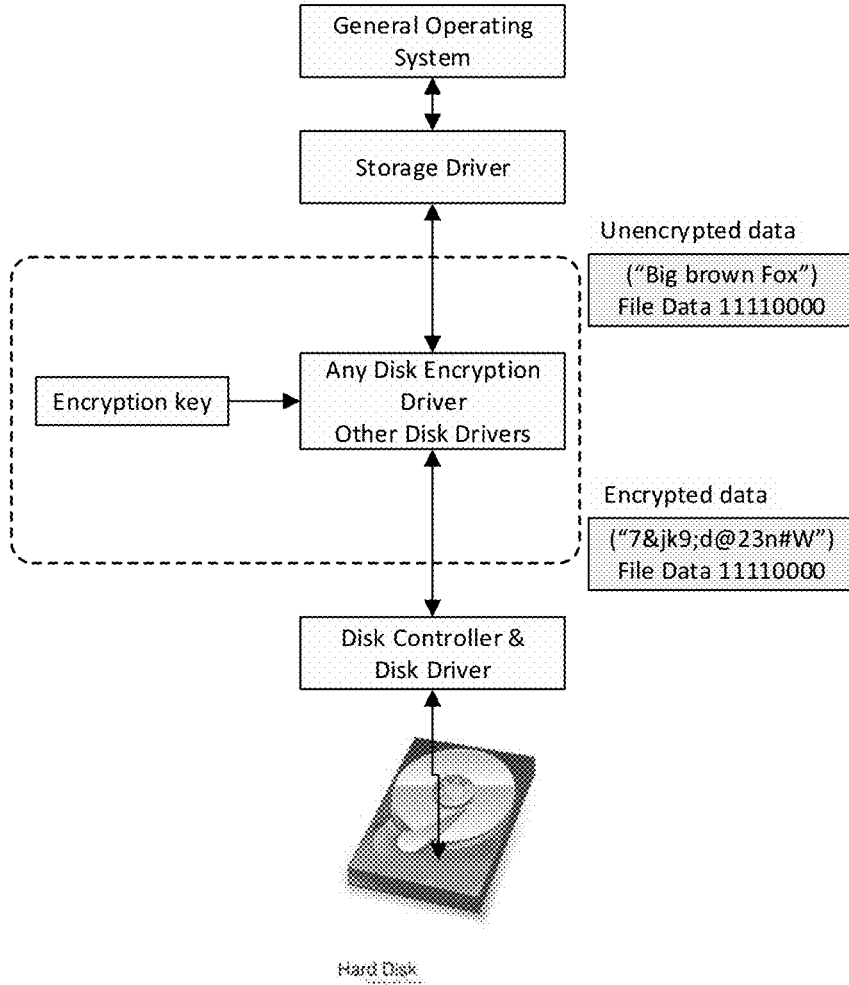 General Operating
System
Storage Driver
Unencrypted data
("Big brown Fox")
File Data 11110000
Encryption key
Any Disk Encryption
Driver
Other Disk Drivers
Encrypted data
("7&jk9;d@23n#W")
File Data 11110000
Disk Controller &
Disk Driver
Hard Disk